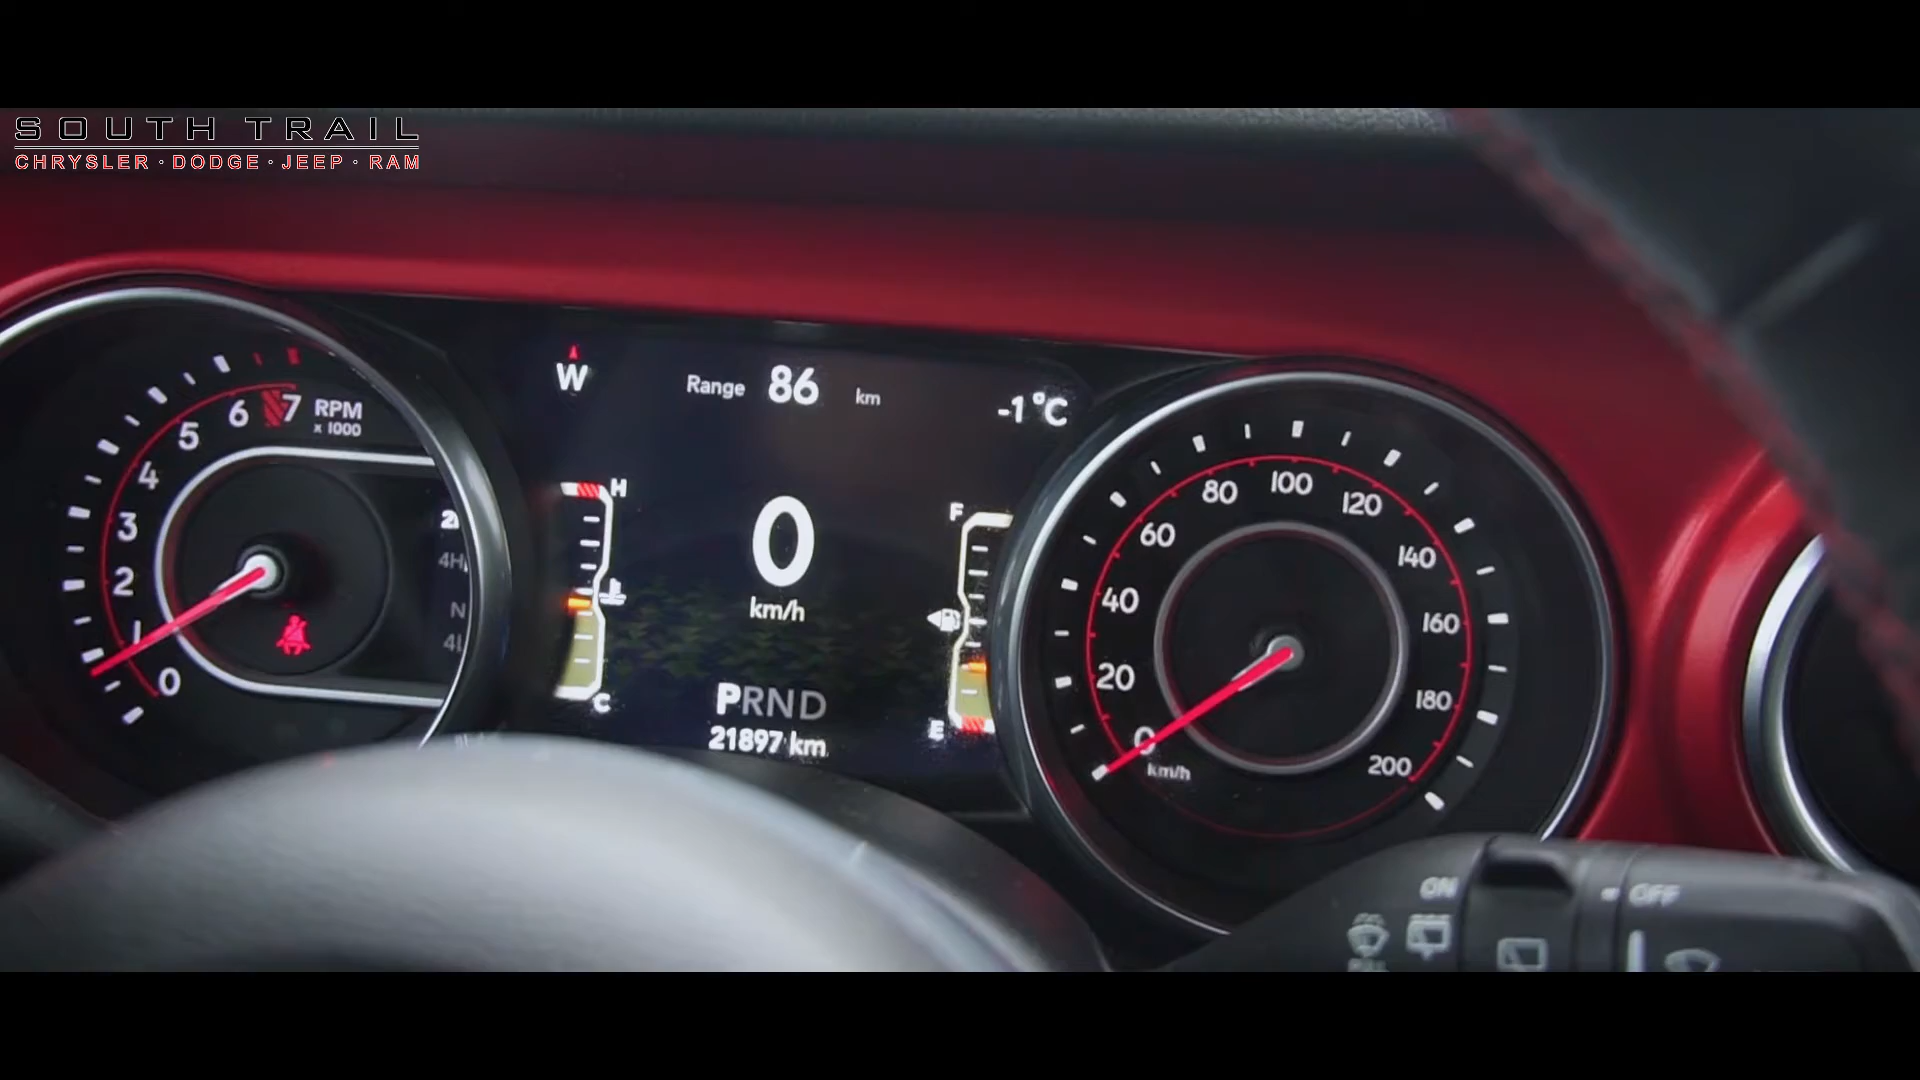 SOUTH TRAIL
CHRYSLER · DODGE · JEEP · RAM
W
Range 86 km
-1°C
0
1
2
3
4
5
6
7
RPM
x 1000
4H
N
H
C
0
km/h
PRND
21897 km
F
E
0
20
40
60
80
100
120
140
160
180
200
km/h
ON
OFF